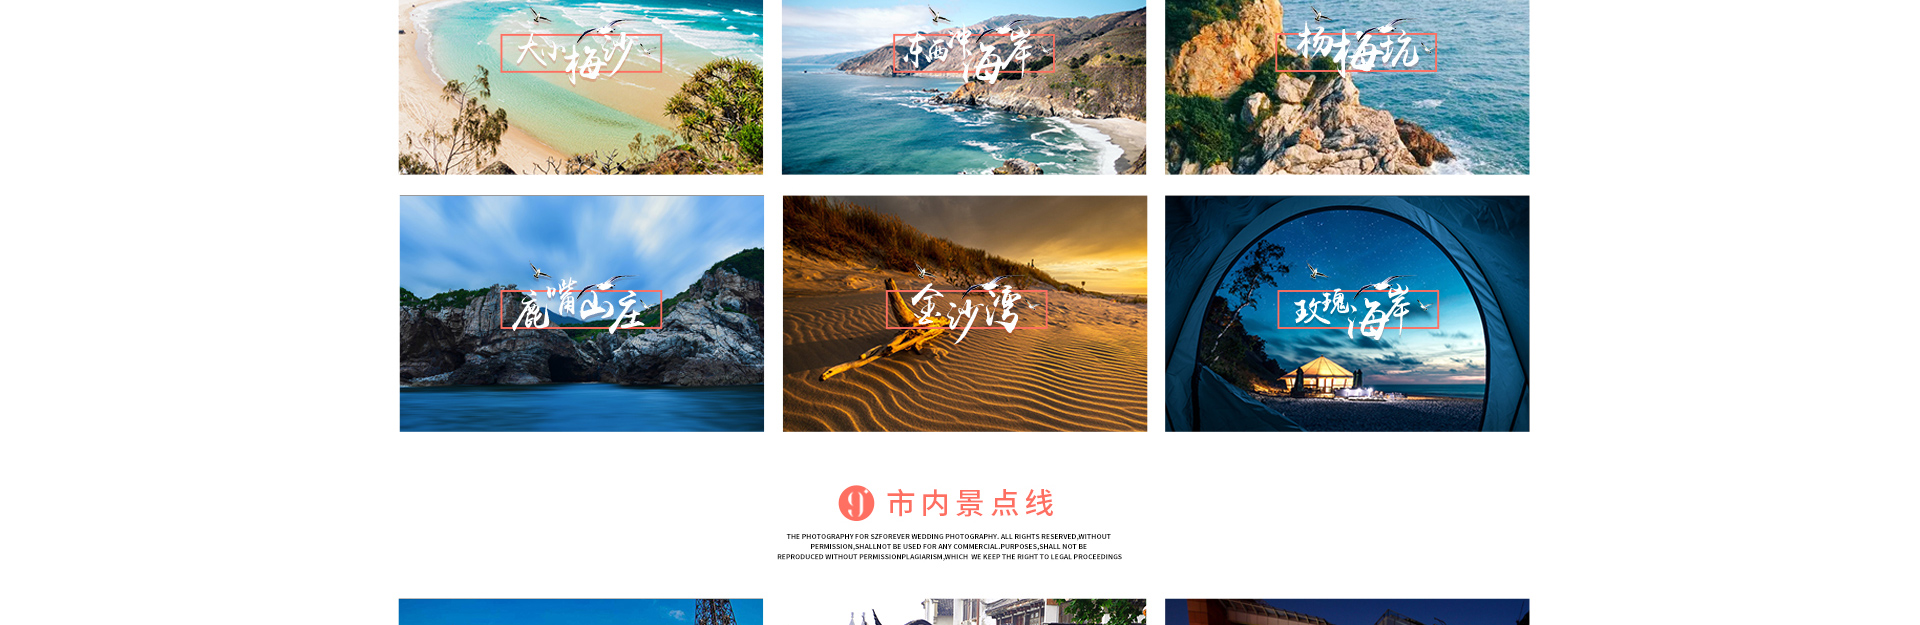 大小梅沙
东西冲海岸
杨梅坑
鹿嘴山庄
金沙湾
玫瑰海岸
9 市内景点线
THE PHOTOGRAPHY FOR SZFOREVER WEDDING PHOTOGRAPHY. ALL RIGHTS RESERVED,WITHOUT
PERMISSION,SHALLNOT BE USED FOR ANY COMMERCIAL.PURPOSES,SHALL NOT BE
REPRODUCED WITHOUT PERMISSIONPLAGIARISM,WHICH WE KEEP THE RIGHT TO LEGAL PROCEEDINGS